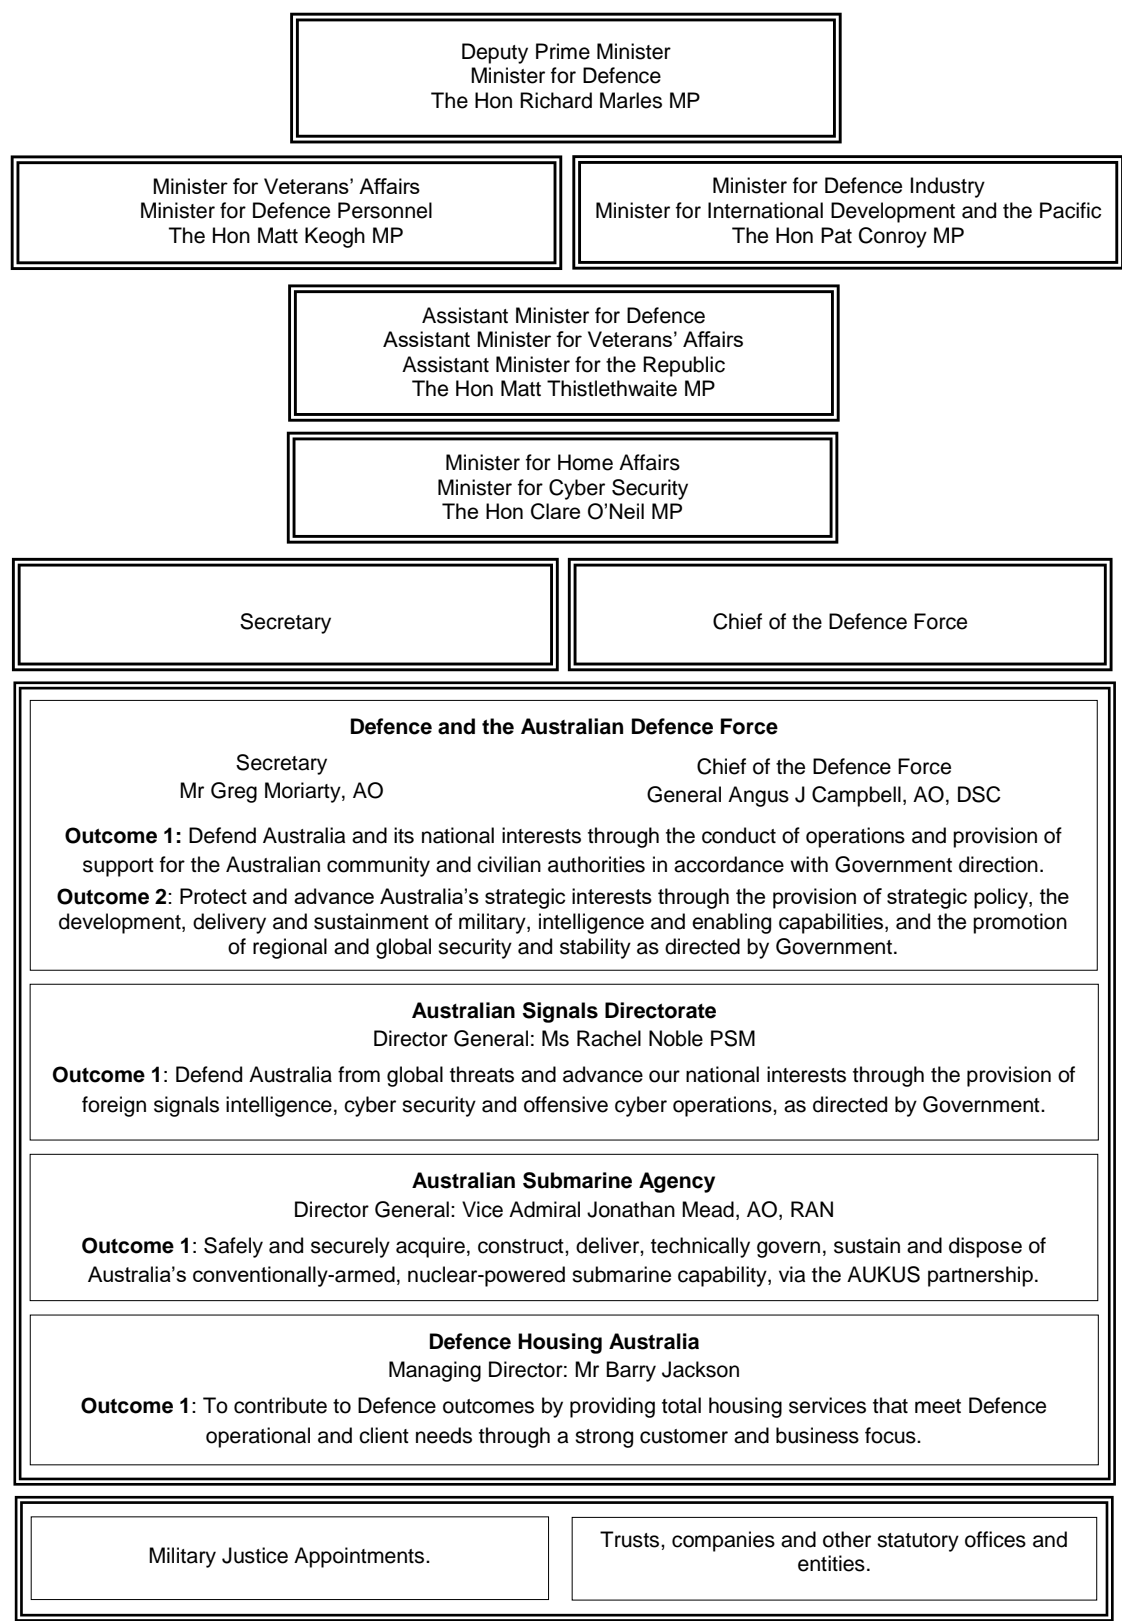 Deputy Prime Minister
Minister for Defence
The Hon Richard Marles MP
Minister for Veterans’ Affairs
Minister for Defence Personnel
The Hon Matt Keogh MP
Minister for Defence Industry
Minister for International Development and the Pacific
The Hon Pat Conroy MP
Assistant Minister for Defence
Assistant Minister for Veterans’ Affairs
Assistant Minister for the Republic
The Hon Matt Thistlethwaite MP
Minister for Home Affairs
Minister for Cyber Security
The Hon Clare O’Neil MP
Secretary
Chief of the Defence Force
Defence and the Australian Defence Force
Secretary
Mr Greg Moriarty, AO
Chief of the Defence Force
General Angus J Campbell, AO, DSC
Outcome 1: Defend Australia and its national interests through the conduct of operations and provision of
support for the Australian community and civilian authorities in accordance with Government direction.
Outcome 2: Protect and advance Australia’s strategic interests through the provision of strategic policy, the
development, delivery and sustainment of military, intelligence and enabling capabilities, and the promotion
of regional and global security and stability as directed by Government.
Australian Signals Directorate
Director General: Ms Rachel Noble PSM
Outcome 1: Defend Australia from global threats and advance our national interests through the provision of
foreign signals intelligence, cyber security and offensive cyber operations, as directed by Government.
Australian Submarine Agency
Director General: Vice Admiral Jonathan Mead, AO, RAN
Outcome 1: Safely and securely acquire, construct, deliver, technically govern, sustain and dispose of
Australia’s conventionally-armed, nuclear-powered submarine capability, via the AUKUS partnership.
Defence Housing Australia
Managing Director: Mr Barry Jackson
Outcome 1: To contribute to Defence outcomes by providing total housing services that meet Defence
operational and client needs through a strong customer and business focus.
Military Justice Appointments.
Trusts, companies and other statutory offices and
entities.